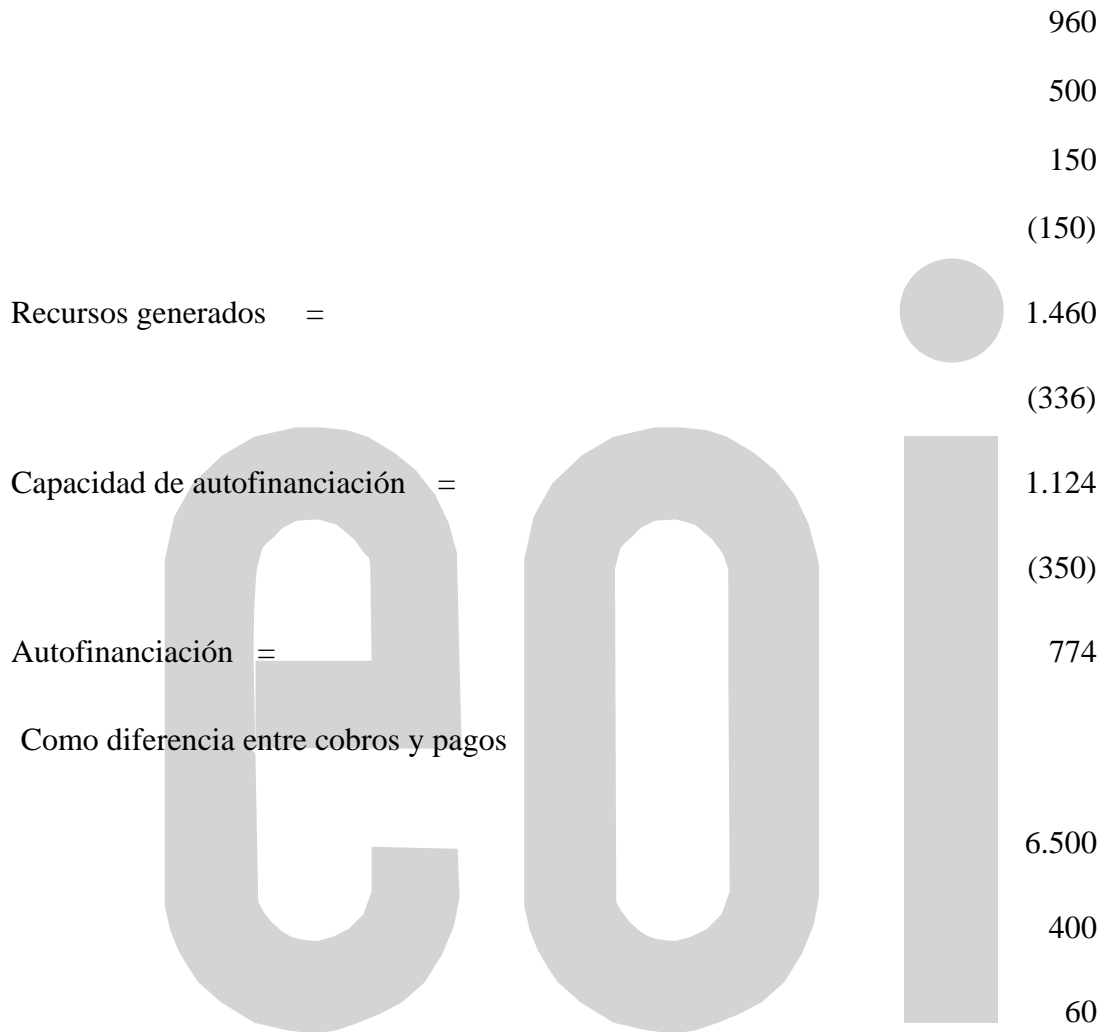 960
500
150
(150)
Recursos generados = 1.460
(336)
Capacidad de autofinanciación = 1.124
(350)
Autofinanciación = 774
Como diferencia entre cobros y pagos
6.500
400
60
eoi